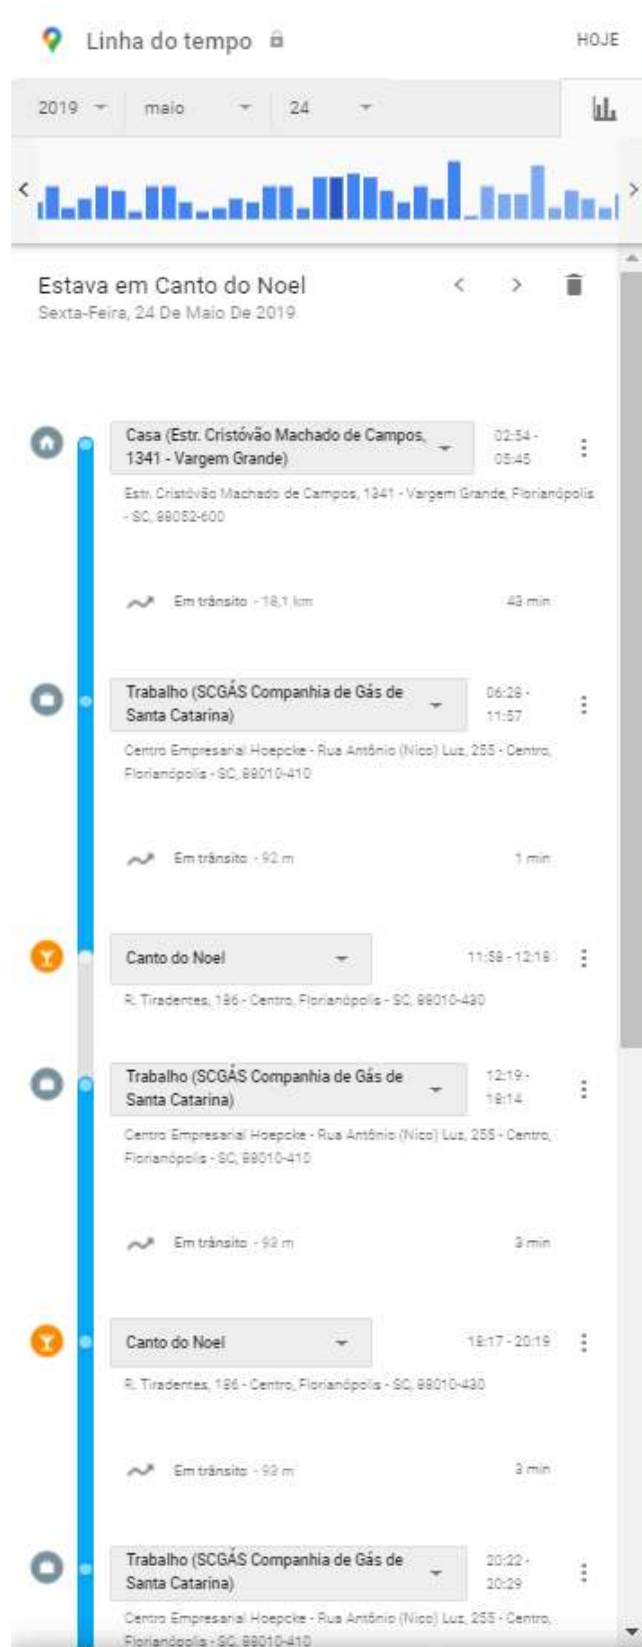 Linha do tempo
HOJE
2019 maio 24
Estava em Canto do Noel
Sexta-Feira, 24 De Maio De 2019
Casa (Estr. Cristóvão Machado de Campos,
1341 - Vargem Grande)
02:54 -
05:45
Estr. Cristóvão Machado de Campos, 1341 - Vargem Grande, Florianópolis
- SC, 88052-600
Em trânsito - 18,1 km
43 min
Trabalho (SCGÁS Companhia de Gás de
Santa Catarina)
06:28 -
11:57
Centro Empresarial Hoepcke - Rua Antônio (Nico) Luz, 255 - Centro,
Florianópolis - SC, 88010-410
Em trânsito - 92 m
1 min
Canto do Noel
11:58 - 12:18
R. Tiradentes, 186 - Centro, Florianópolis - SC, 88010-430
Trabalho (SCGÁS Companhia de Gás de
Santa Catarina)
12:19 -
18:14
Centro Empresarial Hoepcke - Rua Antônio (Nico) Luz, 255 - Centro,
Florianópolis - SC, 88010-410
Em trânsito - 93 m
3 min
Canto do Noel
18:17 - 20:19
R. Tiradentes, 186 - Centro, Florianópolis - SC, 88010-430
Em trânsito - 93 m
3 min
Trabalho (SCGÁS Companhia de Gás de
Santa Catarina)
20:22 -
20:29
Centro Empresarial Hoepcke - Rua Antônio (Nico) Luz, 255 - Centro,
Florianópolis - SC, 88010-410